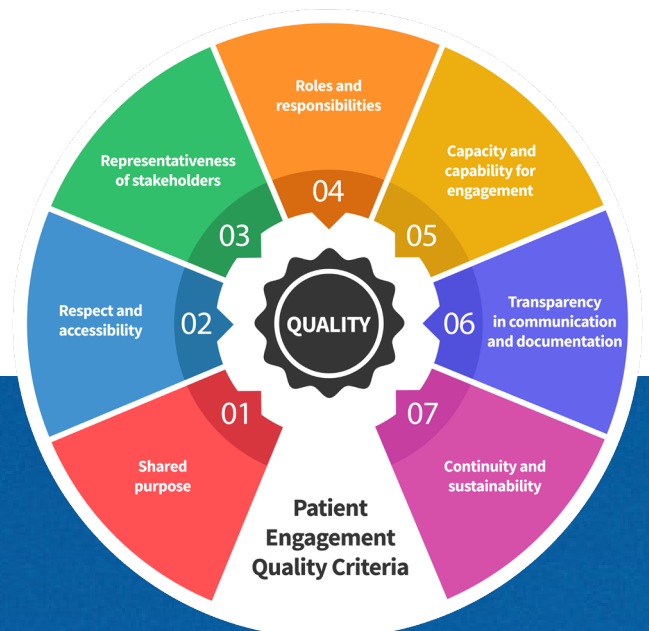 Shared
purpose
01
Respect and
accessibility
02
Representativeness
of stakeholders
03
Roles and
responsibilities
04
Capacity and
capability for
engagement
05
Transparency
in communication
and documentation
06
Continuity and
sustainability
07
QUALITY
Patient
Engagement
Quality Criteria